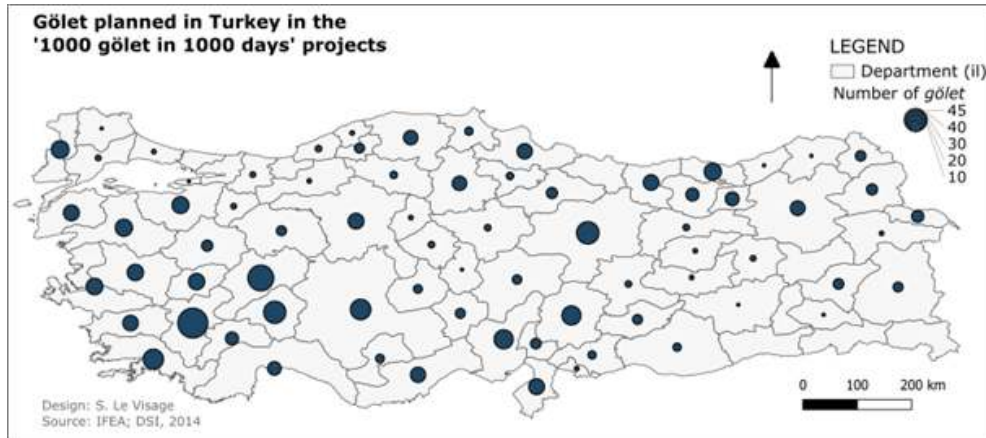 Gölet planned in Turkey in the
'1000 gölet in 1000 days' projects
LEGEND
Department (il)
Number of gölet
45
40
30
20
10
0 100 200 km
Design: S. Le Visage
Source: IFEA; DSI, 2014